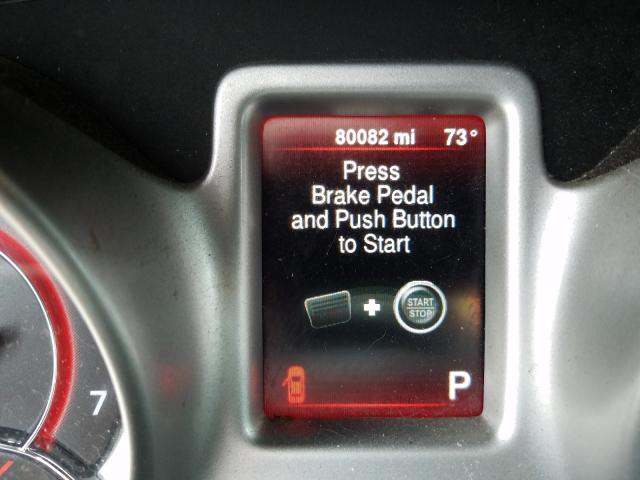 80082 mi 73°
Press
Brake Pedal
and Push Button
to Start
START
STOP
P
7